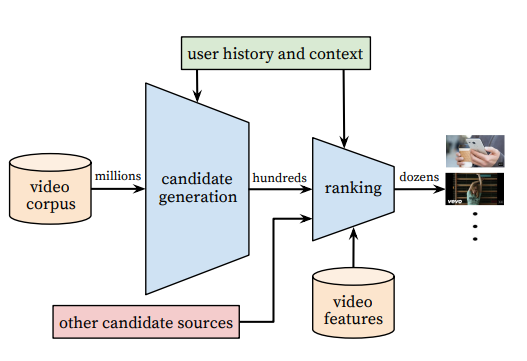 user history and context
video
corpus
millions
candidate
generation
hundreds
ranking
dozens
vevo
other candidate sources
video
features